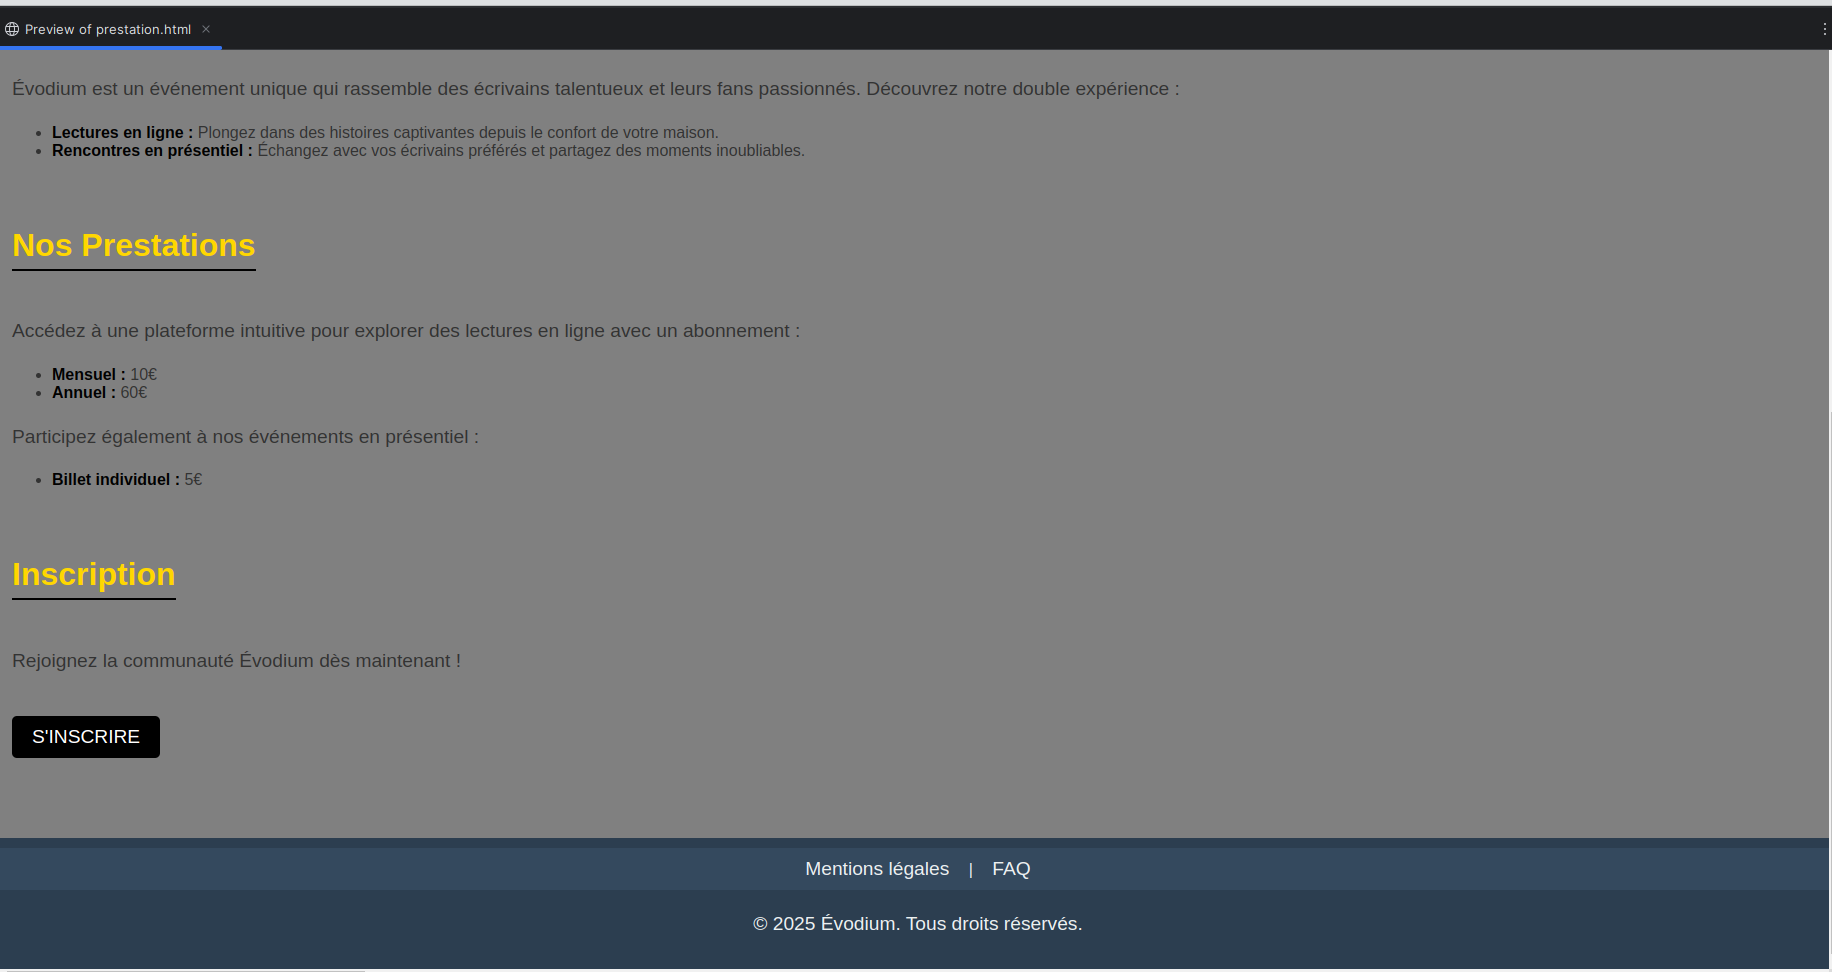 Preview of prestation.html
Évodium est un événement unique qui rassemble des écrivains talentueux et leurs fans passionnés. Découvrez notre double expérience :
Lectures en ligne : Plongez dans des histoires captivantes depuis le confort de votre maison.
Rencontres en présentiel : Échangez avec vos écrivains préférés et partagez des moments inoubliables.
Nos Prestations
Accédez à une plateforme intuitive pour explorer des lectures en ligne avec un abonnement :
Mensuel : 10€
Annuel : 60€
Participez également à nos événements en présentiel :
Billet individuel : 5€
Inscription
Rejoignez la communauté Évodium dès maintenant !
S'INSCRIRE
Mentions légales | FAQ
© 2025 Évodium. Tous droits réservés.